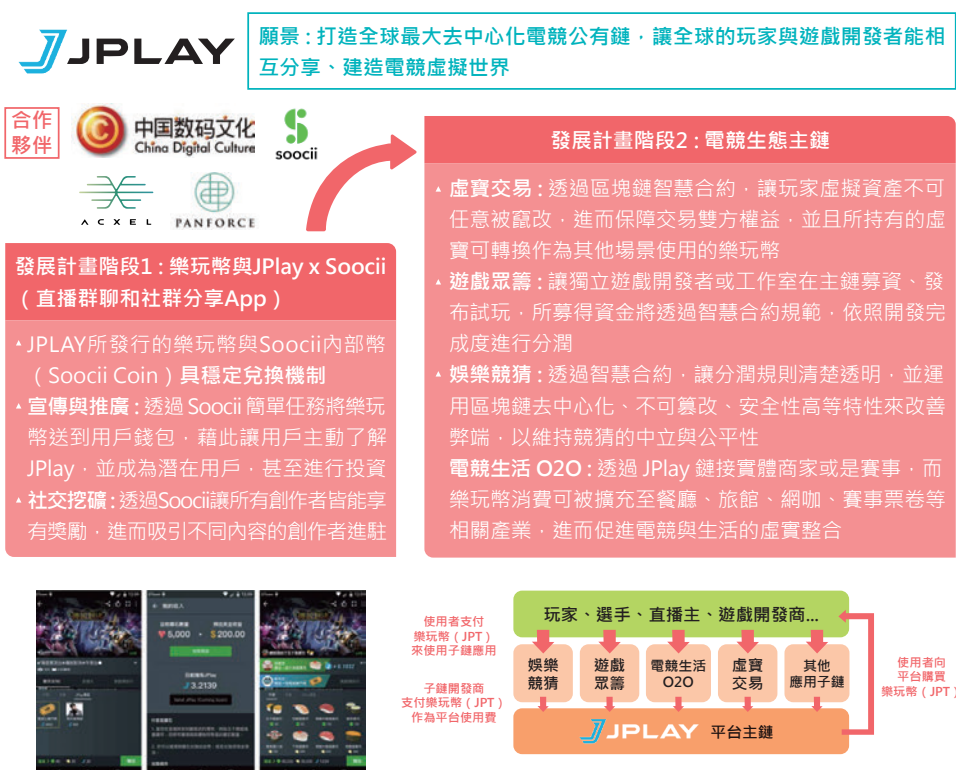 JPLAY
願景:打造全球最大去中心化電競公有鏈,讓全球的玩家與遊戲開發者能相
互分享、建造電競虛擬世界
合作
夥伴
中国数码文化
China Digital Culture
soocii
ACXEL
PANFORCE
發展計畫階段1:樂玩幣與JPlay x Soocii
(直播群聊和社群分享App)
▴JPLAY所發行的樂玩幣與Soocii內部幣
(Soocii Coin)具穩定兌換機制
▴宣傳與推廣:透過 Soocii 簡單任務將樂玩
幣送到用戶錢包,藉此讓用戶主動了解
JPlay,並成為潛在用戶,甚至進行投資
▴社交挖礦:透過Soocii讓所有創作者皆能享
有獎勵,進而吸引不同內容的創作者進駐
發展計畫階段2:電競生態主鏈
▴虛寶交易:透過區塊鏈智慧合約,讓玩家虛擬資產不可
任意被竄改,進而保障交易雙方權益,並且所持有的虛
寶可轉換作為其他場景使用的樂玩幣
▴遊戲眾籌:讓獨立遊戲開發者或工作室在主鏈募資、發
布試玩,所募得資金將透過智慧合約規範,依照開發完
成度進行分潤
▴娛樂競猜:透過智慧合約,讓分潤規則清楚透明,並運
用區塊鏈去中心化、不可篡改、安全性高等特性來改善
弊端,以維持競猜的中立與公平性
電競生活 O2O:透過 JPlay 鏈接實體商家或是賽事,而
樂玩幣消費可被擴充至餐廳、旅館、網咖、賽事票卷等
相關產業,進而促進電競與生活的虛實整合
5,000
$200.00
3.2139
使用者支付
樂玩幣(JPT)
來使用子鏈應用
子鏈開發商
支付樂玩幣(JPT)
作為平台使用費
玩家、選手、直播主、遊戲開發商...
娛樂
競猜
遊戲
眾籌
電競生活
O2O
虛寶
交易
其他
應用子鏈
JPLAY 平台主鏈
使用者向
平台購買
樂玩幣(JPT)